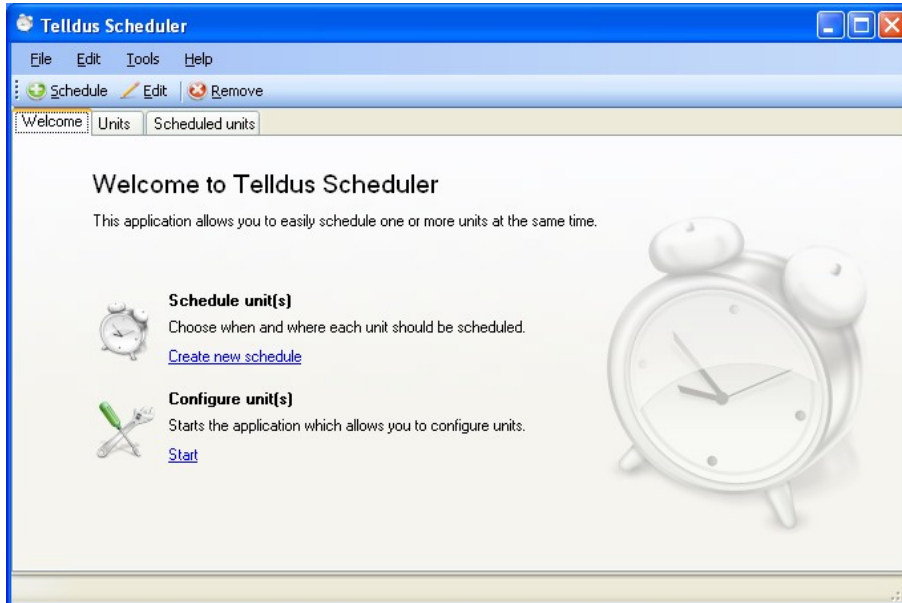 Telldus Scheduler
File Edit Tools Help
Schedule Edit Remove
Welcome Units Scheduled units
Welcome to Telldus Scheduler
This application allows you to easily schedule one or more units at the same time.
Schedule unit(s)
Choose when and where each unit should be scheduled.
Create new schedule
Configure unit(s)
Starts the application which allows you to configure units.
Start